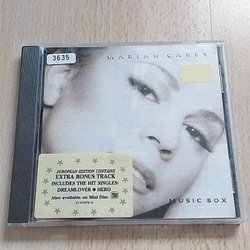 3635
MARIAH CAREY
EUROPEAN EDITION CONTAINS
EXTRA BONUS TRACK
INCLUDES THE HIT SINGLES:
DREAMLOVER • HERO
Also available on Mini Disc
MUSIC BOX